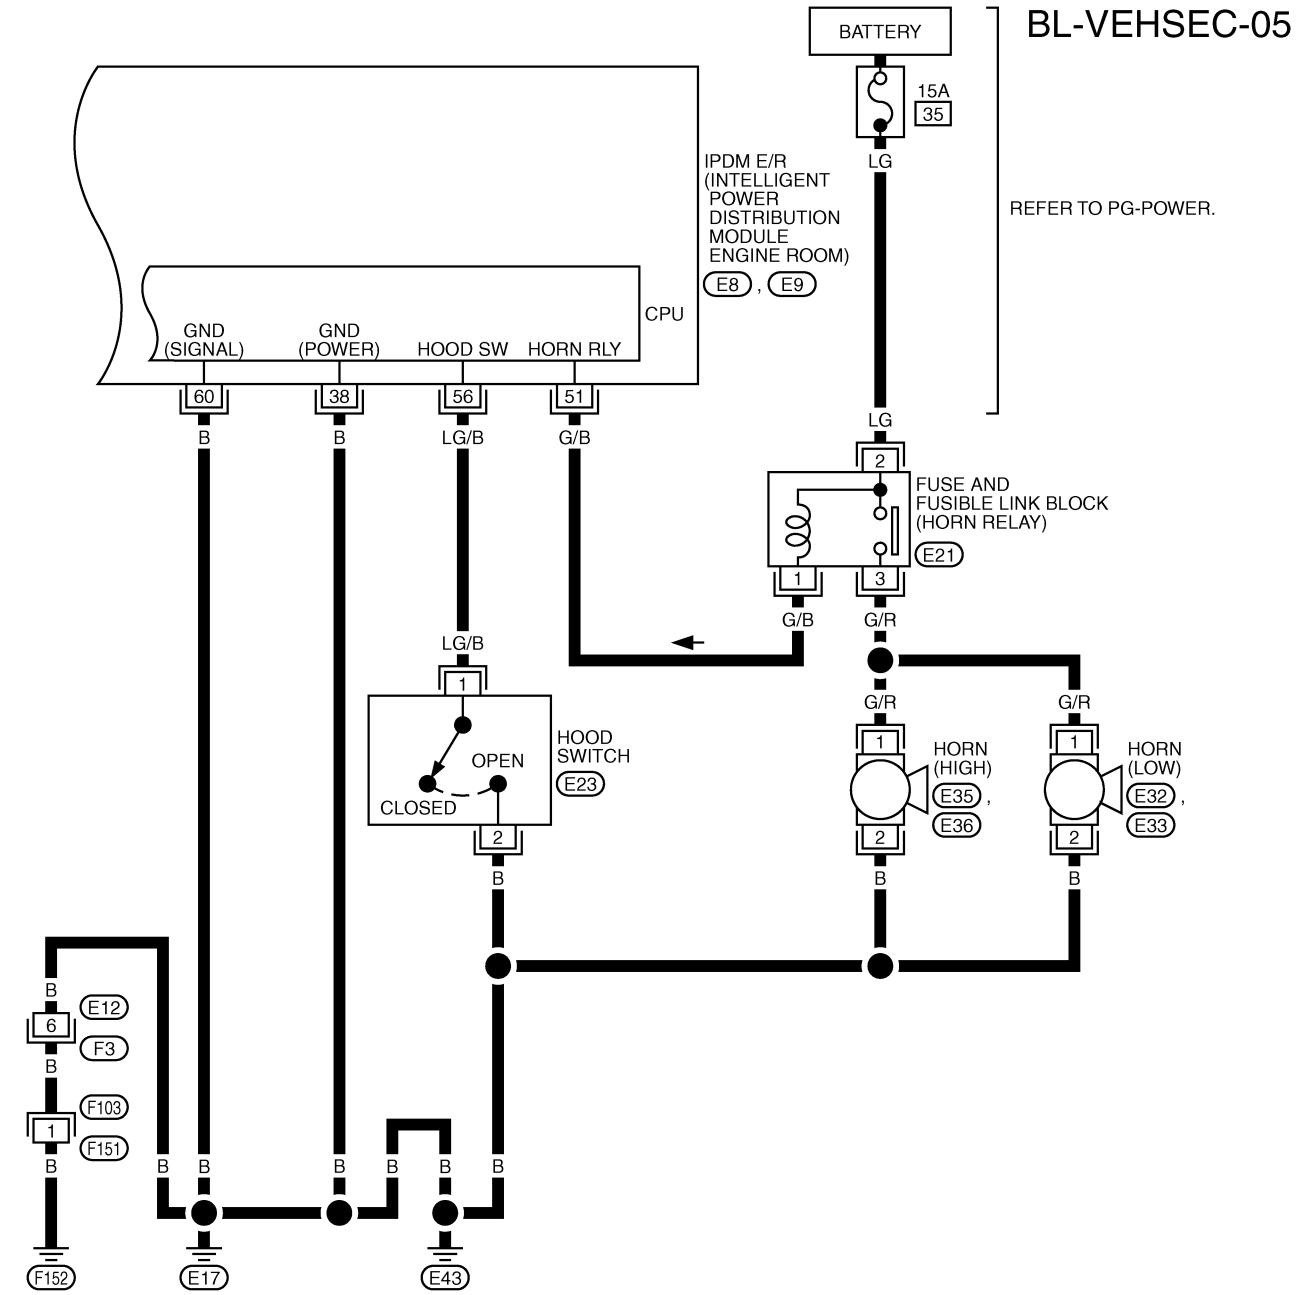 BL-VEHSEC-05
BATTERY
15A
35
LG
REFER TO PG-POWER.
IPDM E/R
(INTELLIGENT
POWER
DISTRIBUTION
MODULE
ENGINE ROOM)
E8 , E9
CPU
GND
(SIGNAL)
GND
(POWER)
HOOD SW
HORN RLY
60
38
56
51
B
B
LG/B
G/B
LG
2
FUSE AND
FUSIBLE LINK BLOCK
(HORN RELAY)
E21
1
3
G/B
G/R
LG/B
1
HOOD
SWITCH
E23
OPEN
CLOSED
2
B
G/R
G/R
1
1
HORN
(HIGH)
E35 ,
E36
HORN
(LOW)
E32 ,
E33
2
2
B
B
B
6
E12
F3
B
1
F103
F151
B
B
B
B
B
B
B
F152
E17
E43